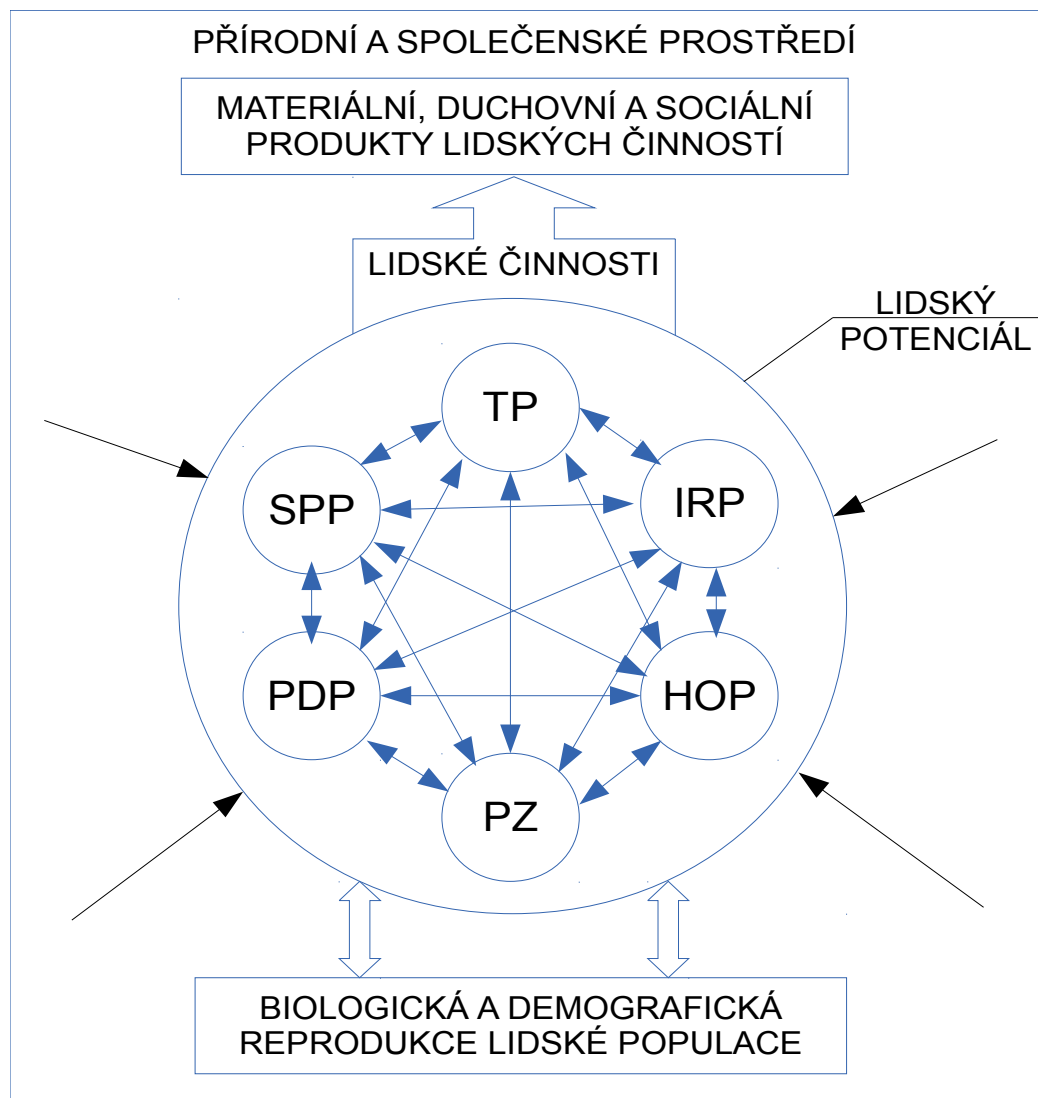 PŘÍRODNÍ A SPOLEČENSKÉ PROSTŘEDÍ
MATERIÁLNÍ, DUCHOVNÍ A SOCIÁLNÍ
PRODUKTY LIDSKÝCH ČINNOSTÍ
LIDSKÉ ČINNOSTI
LIDSKÝ
POTENCIÁL
TP
SPP
IRP
PDP
HOP
PZ
BIOLOGICKÁ A DEMOGRAFICKÁ
REPRODUKCE LIDSKÉ POPULACE